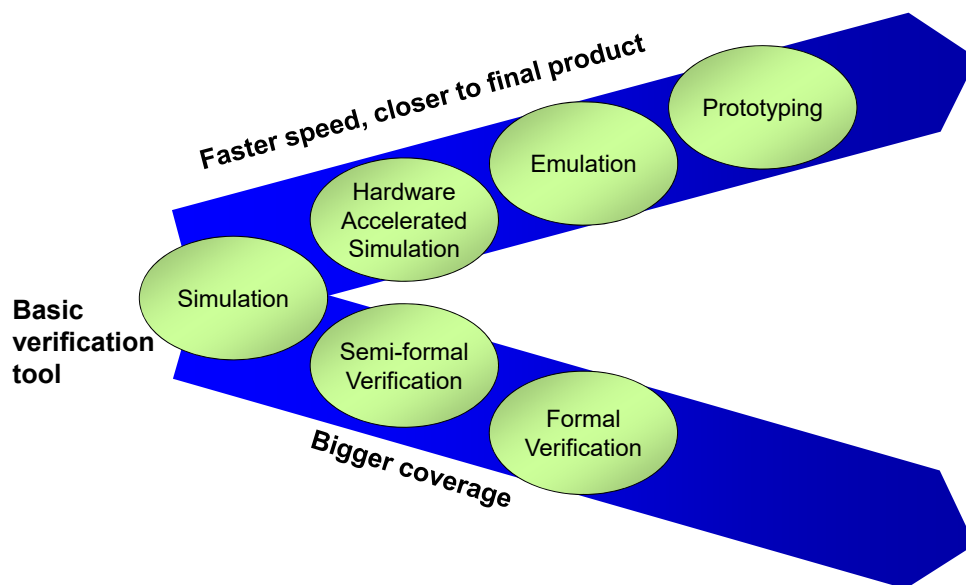 Faster speed, closer to final product
Prototyping
Emulation
Hardware
Accelerated
Simulation
Simulation
Basic
verification
tool
Semi-formal
Verification
Formal
Verification
Bigger coverage